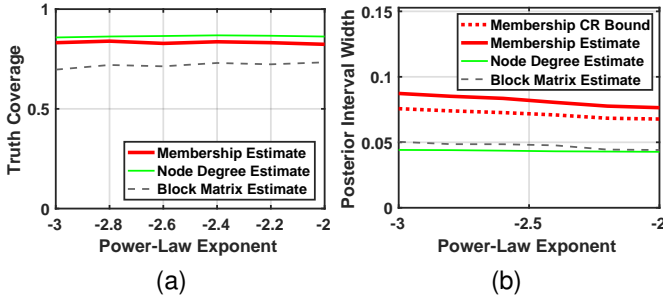 Truth Coverage
1
0.5
0
Membership Estimate
Node Degree Estimate
Block Matrix Estimate
-3 -2.8 -2.6 -2.4 -2.2 -2
Power-Law Exponent
(a)
Posterior Interval Width
0.15
0.1
0.05
0
Membership CR Bound
Membership Estimate
Node Degree Estimate
Block Matrix Estimate
-3 -2.5 -2
Power-Law Exponent
(b)